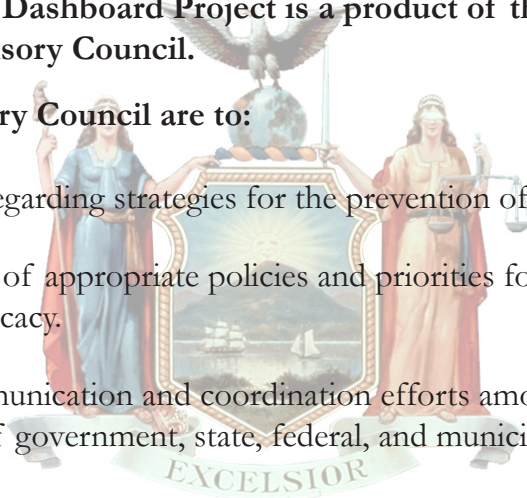 Dashboard Project is a product of th
sory Council.
ry Council are to:
egarding strategies for the prevention of
of appropriate policies and priorities fo
cacy.
munication and coordination efforts amo
f government, state, federal, and munici
EXCELSIOR